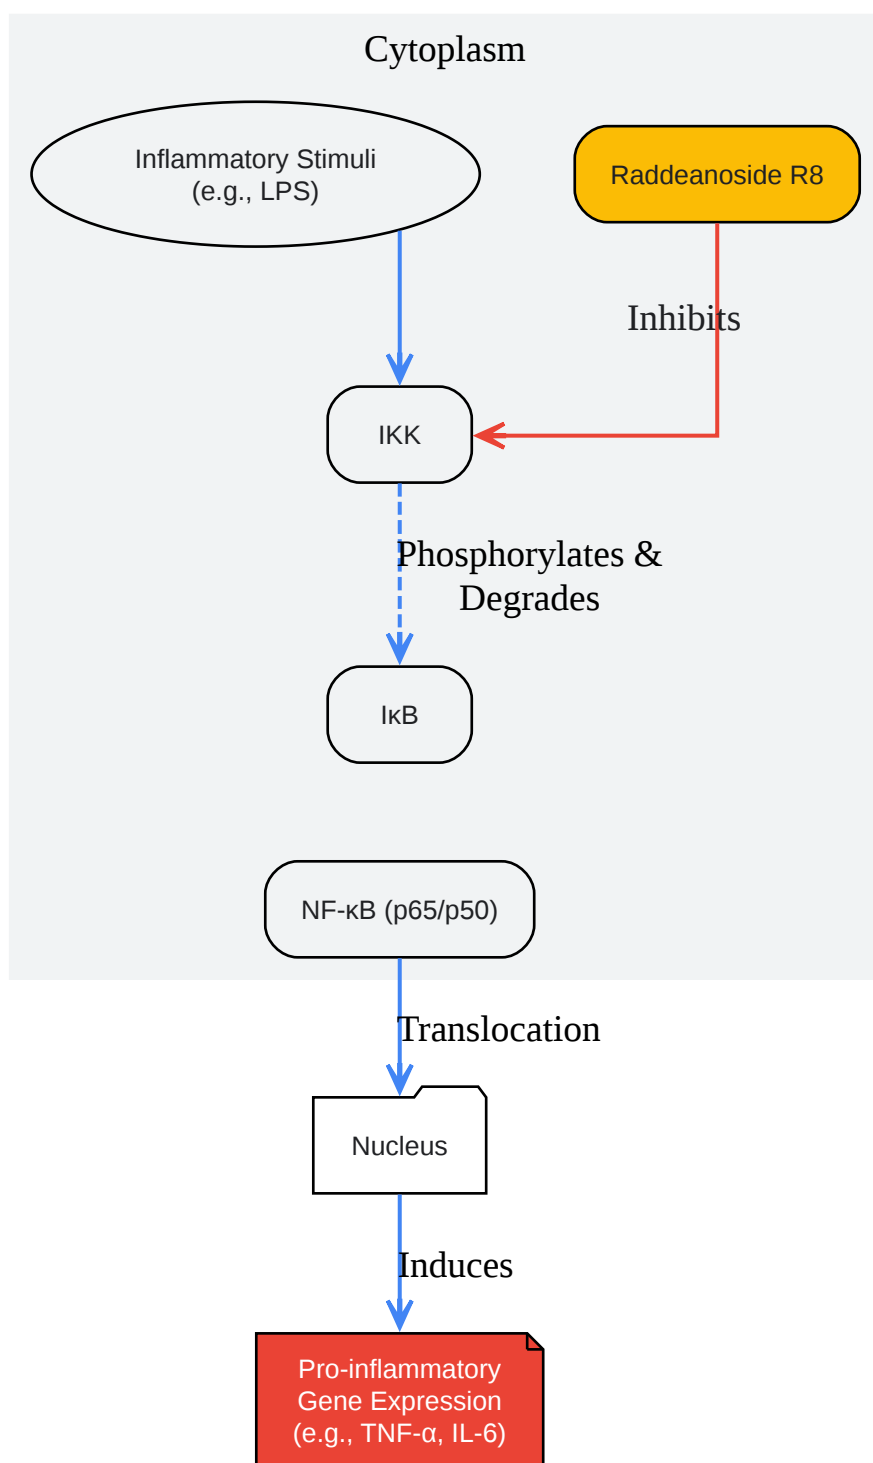 Cytoplasm
Inflammatory Stimuli
(e.g., LPS)
Raddeanoside R8
Inhibits
IKK
Phosphorylates &
Degrades
IκB
NF-κB (p65/p50)
Translocation
Nucleus
Induces
Pro-inflammatory
Gene Expression
(e.g., TNF-α, IL-6)